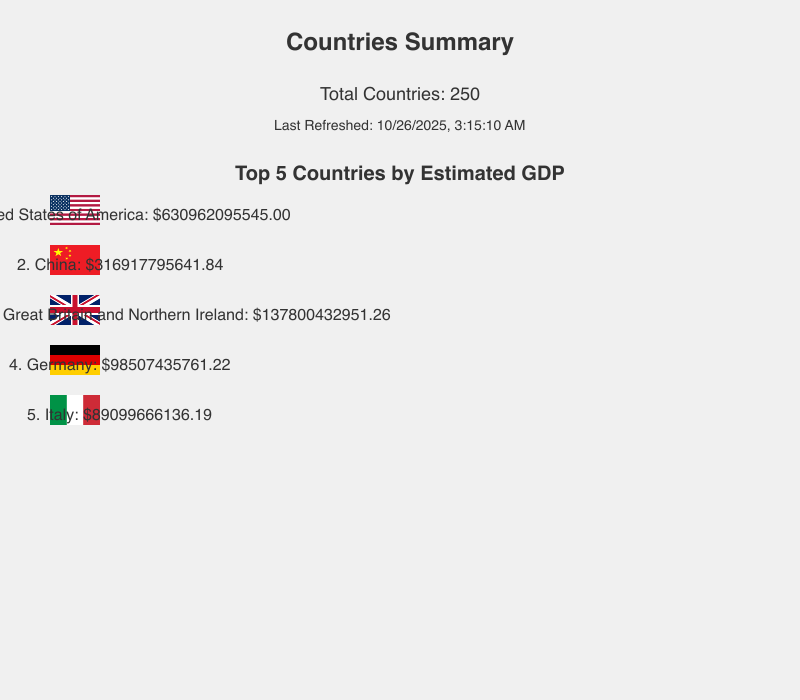 Countries Summary
Total Countries: 250
Last Refreshed: 10/26/2025, 3:15:10 AM
Top 5 Countries by Estimated GDP
ed States of America: $630962095545.00
2. China: $316917795641.84
Great Britain and Northern Ireland: $137800432951.26
4. Germany: $98507435761.22
5. Italy: $89099666136.19